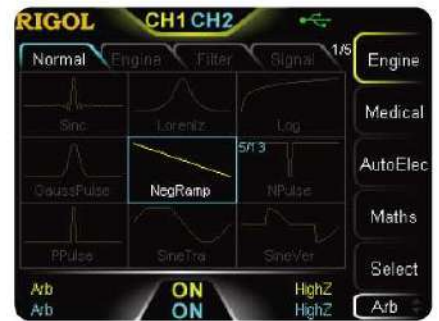 RIGOL CH1 CH2
Normal Engine Filter Signal 1/5 Engine
Sinc Lorentz Log Medical
5/13 AutoElec
GaussPulse NegRamp NPulse
Maths
PPulse SineTra SineVer
Select
Arb ON HighZ Arb
Arb ON HighZ